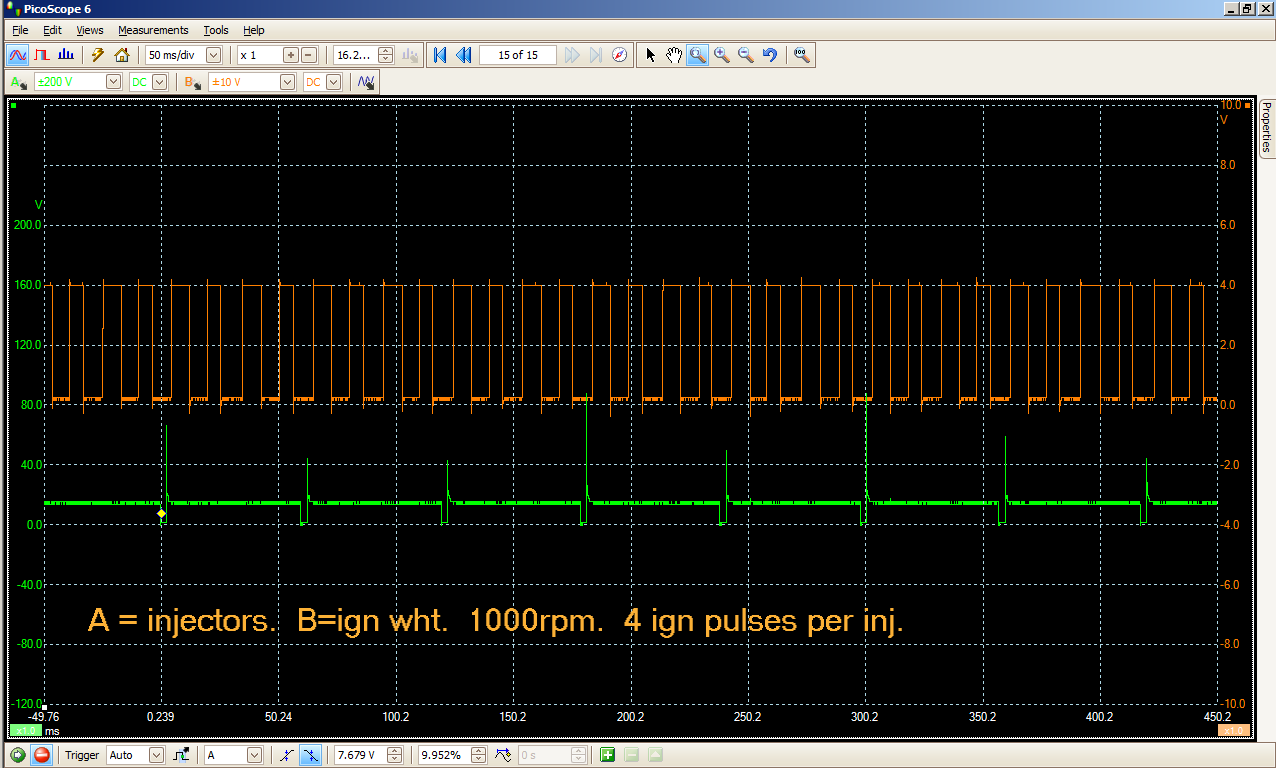 PicoScope 6
File Edit Views Measurements Tools Help
50 ms/div x 1 16.2... 15 of 15
A ±200 V DC B ±10 V DC
10.0
V
8.0
V
200.0 6.0
160.0 4.0
120.0 2.0
80.0 0.0
40.0 -2.0
0.0 -4.0
-40.0 -6.0
A = injectors. B=ign wht. 1000rpm. 4 ign pulses per inj.
-80.0 -8.0
-120.0 -10.0
-49.76 0.239 50.24 100.2 150.2 200.2 250.2 300.2 350.2 400.2 450.2
x1.0 ms x1.0
Trigger Auto A 7.679 V 9.952% 0 s
Properties